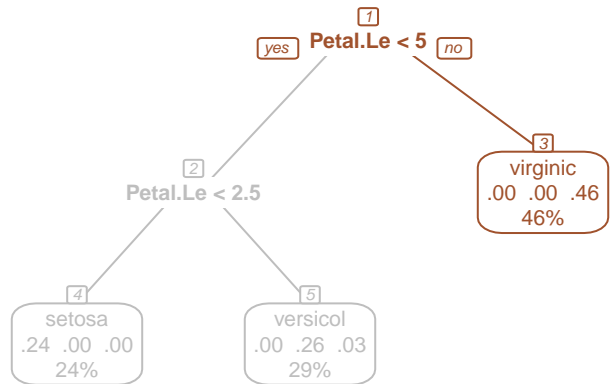 1
yes Petal.Le < 5 no
3
virginic
.00 .00 .46
46%
2
Petal.Le < 2.5
4
setosa
.24 .00 .00
24%
5
versicol
.00 .26 .03
29%